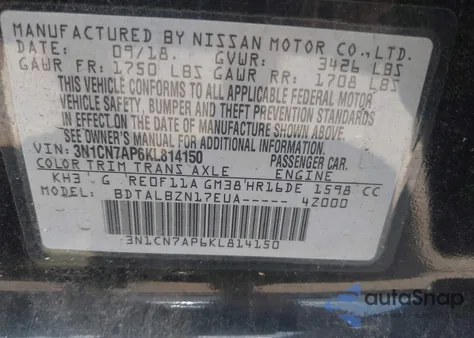 MANUFACTURED BY NISSAN MOTOR CO., LTD.
DATE: 09/18. GVWR: 3426 LBS
GAWR FR: 1750 LBS GAWR RR: 1708 LBS
THIS VEHICLE CONFORMS TO ALL APPLICABLE FEDERAL MOTOR
VEHICLE SAFETY, BUMPER AND THEFT PREVENTION STANDARDS
IN EFFECT ON THE DATE OF MANUFACTURE SHOWN ABOVE.
SEE OWNER'S MANUAL FOR ADDITIONAL INFORMATION.
VIN: 3N1CN7AP6KL814150 PASSENGER CAR.
COLOR TRIM TRANS AXLE ENGINE
KH3 G RE0F11A GM38 HR16DE 1598 CC
MODEL: BDTALBZN17EUA----- 4Z000
3N1CN7AP6KL814150
autoSnap